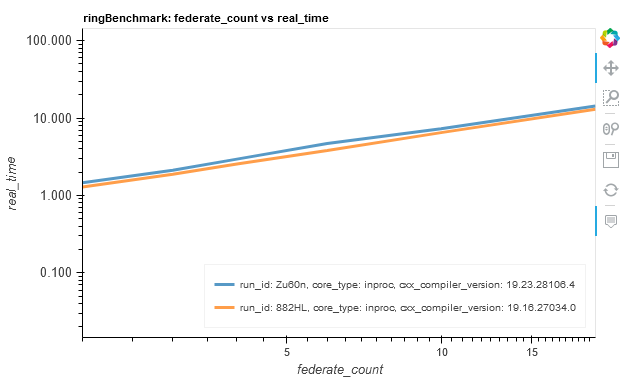 ringBenchmark: federate_count vs real_time
100.000
10.000
1.000
0.100
real_time
run_id: Zu60n, core_type: inproc, cxx_compiler_version: 19.23.28106.4
run_id: 882HL, core_type: inproc, cxx_compiler_version: 19.16.27034.0
5
10
15
federate_count